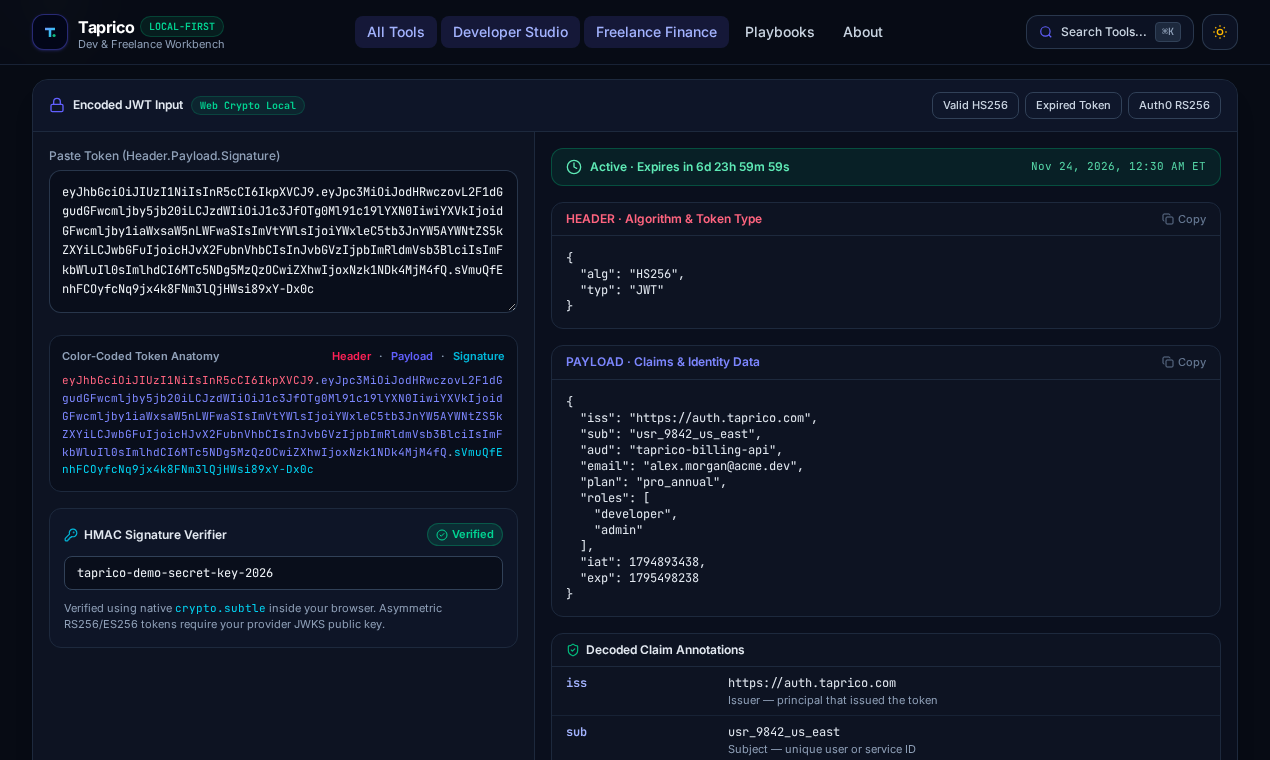 T.
Taprico
LOCAL-FIRST
Dev & Freelance Workbench
All Tools
Developer Studio
Freelance Finance
Playbooks
About
Search Tools...
⌘K
Encoded JWT Input
Web Crypto Local
Valid HS256
Expired Token
Auth0 RS256
Paste Token (Header.Payload.Signature)
eyJhbGciOiJIUzI1NiIsInR5cCI6IkpXVCJ9.eyJpc3MiOiJodHRwczovL2F1dG
gudGFwcmljby5jb20iLCJzdWIiOiJ1c3JfOTg0Ml91c19lYXN0IiwiYXVkIjoid
GFwcmljby1iaWxsaW5nLWFwaSIsImVtYWlsIjoiYWxleC5tb3JnYW5AYWNtZS5k
ZXYiLCJwbGFuIjoicHJvX2FubnVhbCIsInJvbGVzIjpbImRldmVsb3BlciIsImF
kbWluIl0sImlhdCI6MTc5NDg5MzQzOCwiZXhwIjoxNzk1NDk4MjM4fQ.sVmuQfE
nhFCOyfcNq9jx4k8FNm3lQjHWsi89xY-Dx0c
Color-Coded Token Anatomy
Header · Payload · Signature
eyJhbGciOiJIUzI1NiIsInR5cCI6IkpXVCJ9.eyJpc3MiOiJodHRwczovL2F1dG
gudGFwcmljby5jb20iLCJzdWIiOiJ1c3JfOTg0Ml91c19lYXN0IiwiYXVkIjoid
GFwcmljby1iaWxsaW5nLWFwaSIsImVtYWlsIjoiYWxleC5tb3JnYW5AYWNtZS5k
ZXYiLCJwbGFuIjoicHJvX2FubnVhbCIsInJvbGVzIjpbImRldmVsb3BlciIsImF
kbWluIl0sImlhdCI6MTc5NDg5MzQzOCwiZXhwIjoxNzk1NDk4MjM4fQ.sVmuQfE
nhFCOyfcNq9jx4k8FNm3lQjHWsi89xY-Dx0c
HMAC Signature Verifier
Verified
taprico-demo-secret-key-2026
Verified using native crypto.subtle inside your browser. Asymmetric
RS256/ES256 tokens require your provider JWKS public key.
Active · Expires in 6d 23h 59m 59s
Nov 24, 2026, 12:30 AM ET
HEADER · Algorithm & Token Type
Copy
{
"alg": "HS256",
"typ": "JWT"
}
PAYLOAD · Claims & Identity Data
Copy
{
"iss": "https://auth.taprico.com",
"sub": "usr_9842_us_east",
"aud": "taprico-billing-api",
"email": "alex.morgan@acme.dev",
"plan": "pro_annual",
"roles": [
"developer",
"admin"
],
"iat": 1794893438,
"exp": 1795498238
}
Decoded Claim Annotations
iss
https://auth.taprico.com
Issuer — principal that issued the token
sub
usr_9842_us_east
Subject — unique user or service ID